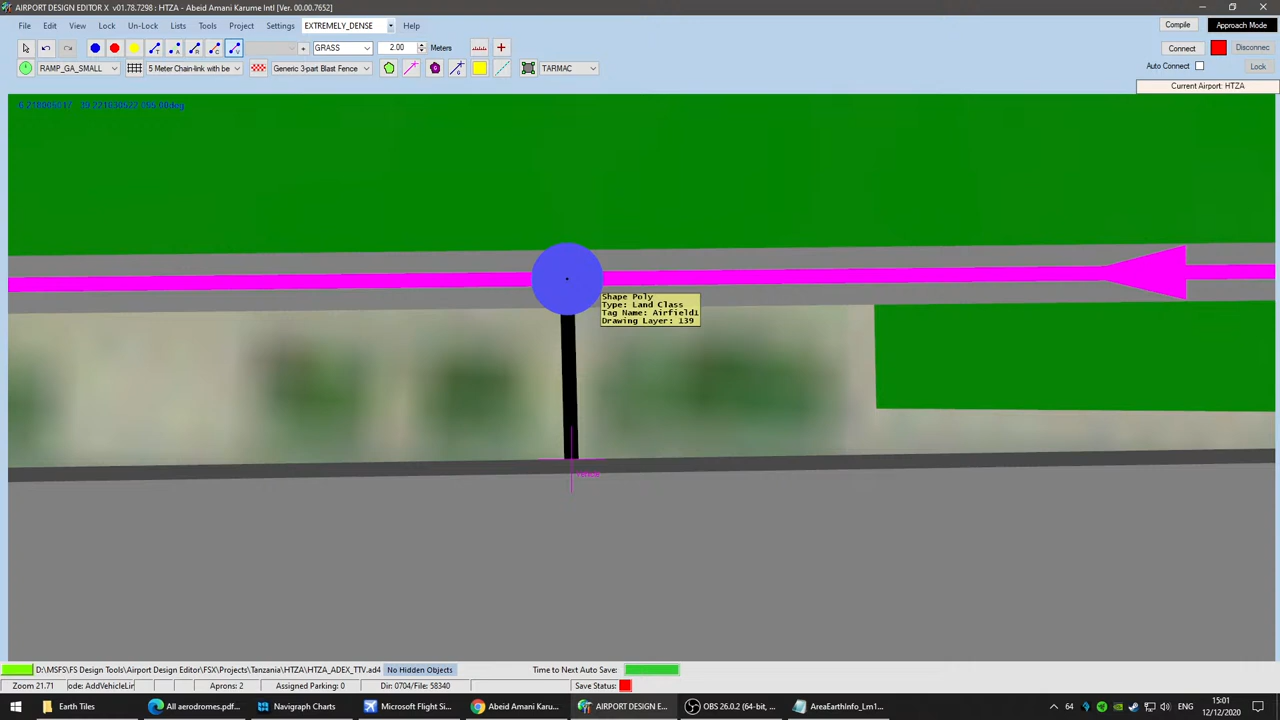 AIRPORT DESIGN EDITOR X v01.78.7298 : HTZA - Abeid Amani Karume Intl [Ver. 00.00.7652]
File Edit View Lock Un-Lock Lists Tools Project Settings EXTREMELY_DENSE Help
Compile Approach Mode
GRASS 2.00 Meters
Connect Disconnec
RAMP_GA_SMALL 5 Meter Chain-link with be Generic 3-part Blast Fence TARMAC
Auto Connect Lock
Current Airport: HTZA
Shape Poly
Type: Land Class
Tag Name: Airfield1
Drawing Layer: 139
D:\MSFS\FS Design Tools\Airport Design Editor\FSX\Projects\Tanzania\HTZA\HTZA_ADEX_TTV.ad4 No Hidden Objects Time to Next Auto Save:
Zoom 21.71 ode: AddVehicleLir Aprons: 2 Assigned Parking: 0 Dir: 0704/File: 58340 Save Status:
Earth Tiles All aerodromes.pdf... Navigraph Charts Microsoft Flight Si... Abeid Amani Karu... AIRPORT DESIGN E... OBS 26.0.2 (64-bit, ... AreaEarthInfo_Lm1... 64 ENG 15:01
12/12/2020